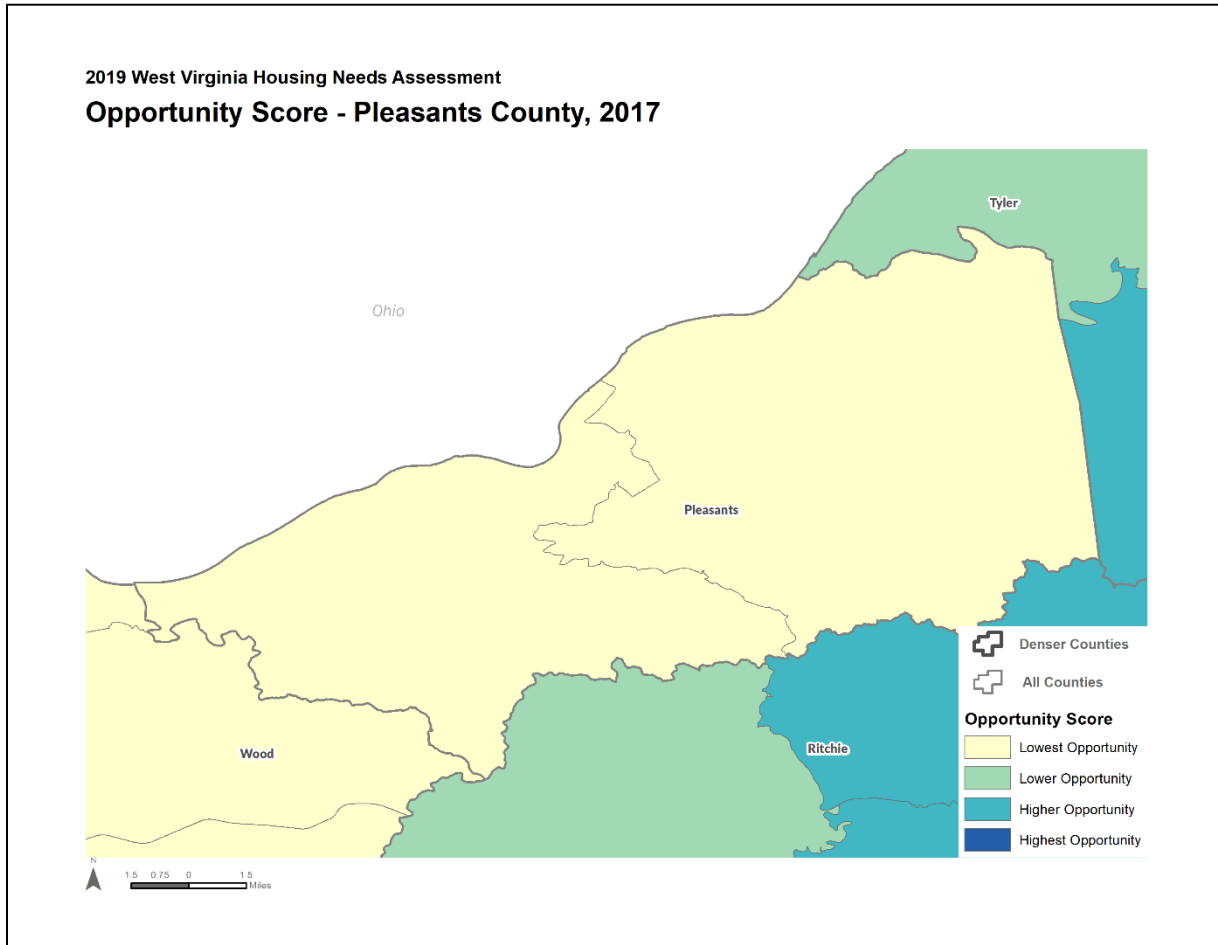 2019 West Virginia Housing Needs Assessment
Opportunity Score - Pleasants County, 2017
Tyler
Ohio
Pleasants
Wood
Ritchie
Denser Counties
All Counties
Opportunity Score
Lowest Opportunity
Lower Opportunity
Higher Opportunity
Highest Opportunity
N
1.5 0.75 0 1.5
Miles